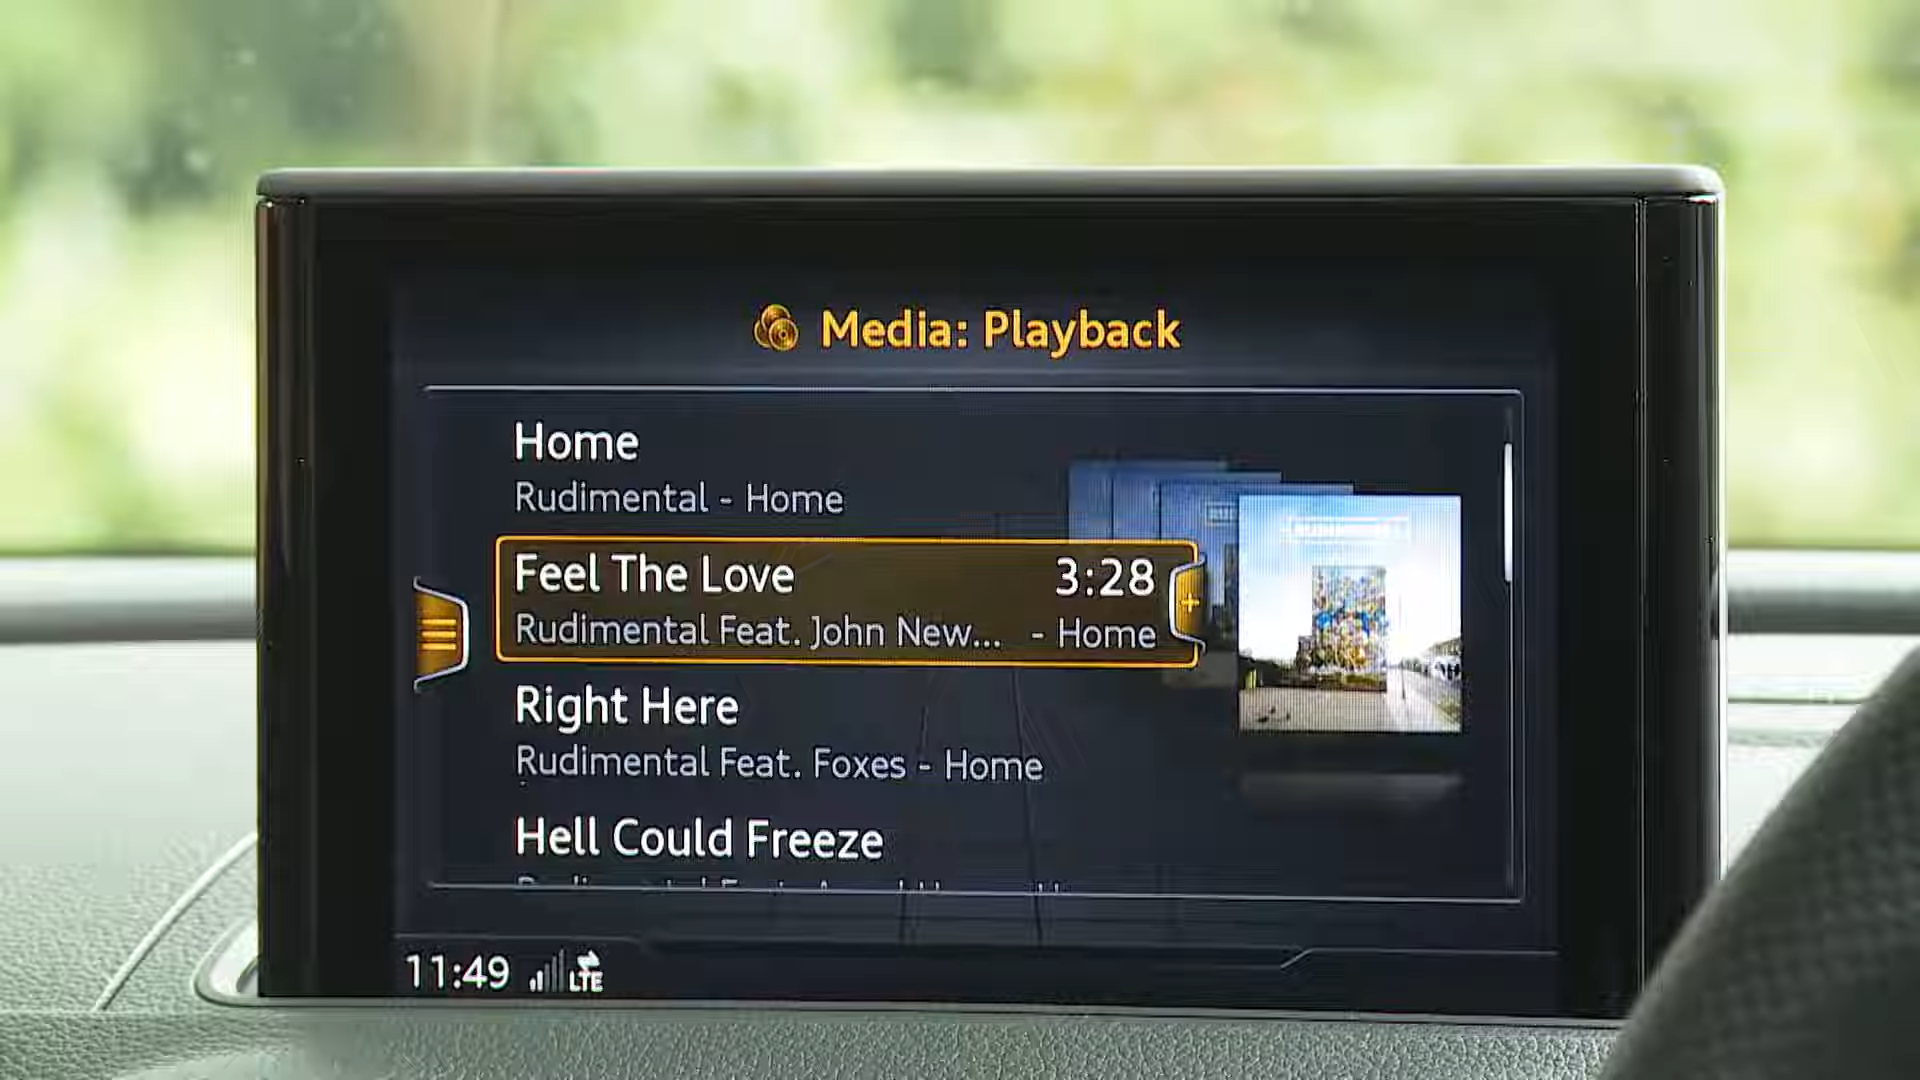 Media: Playback
Home
Rudimental - Home
Feel The Love 3:28
Rudimental Feat. John New... - Home
Right Here
Rudimental Feat. Foxes - Home
Hell Could Freeze
11:49 LTE